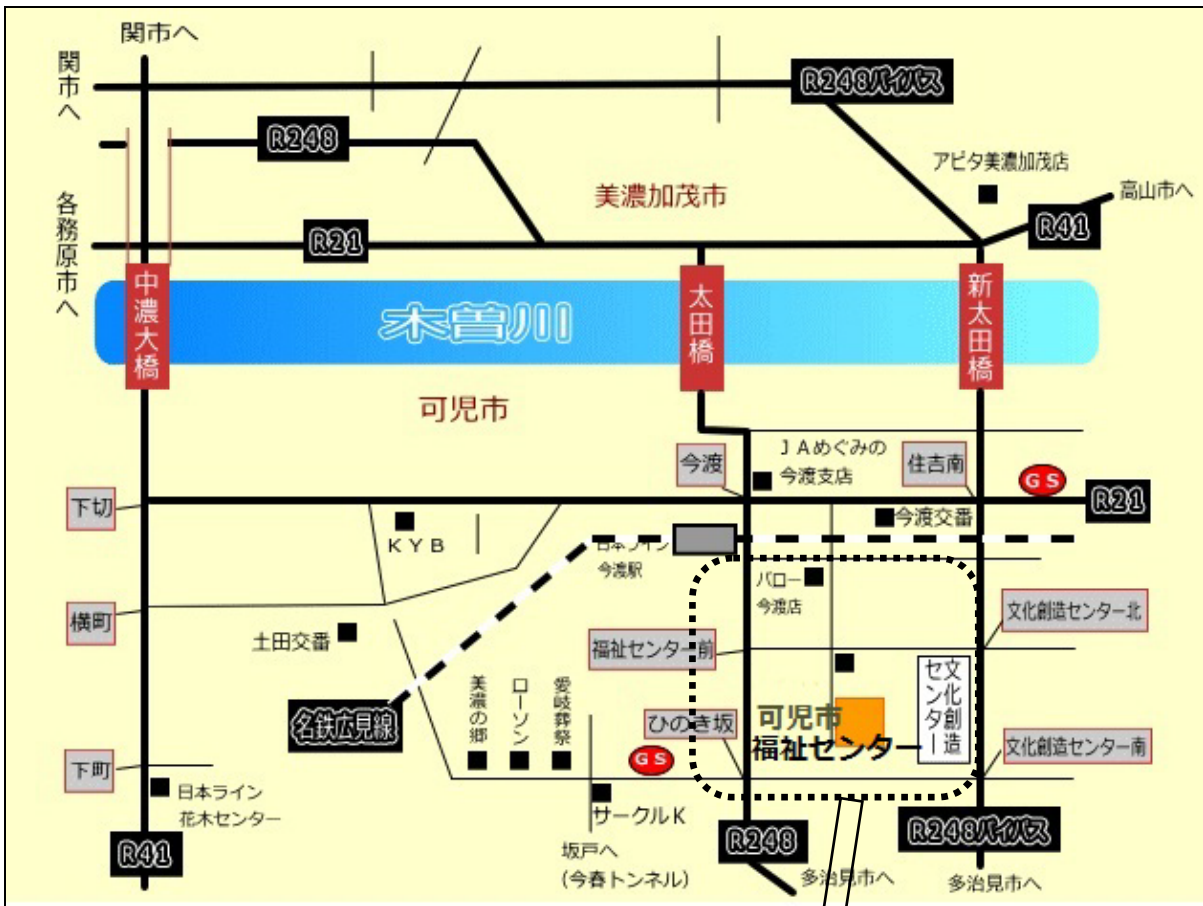 関市へ
関市へ
R248バイパス
R248
アピタ美濃加茂店
美濃加茂市
高山市へ
各務原市へ
R21
R41
中濃大橋
木曽川
太田橋
新太田橋
可児市
今渡
JAめぐみの
今渡支店
住吉南
GS
下切
R21
KYB
今渡交番
日本ライン
今渡駅
バロー
今渡店
横町
土田交番
福祉センター前
文化創造センター北
名鉄広見線
美濃の郷
ローソン
愛岐葬祭
ひのき坂
可児市
福祉センター
文化創造
センター
文化創造センター南
下町
GS
日本ライン
花木センター
サークルK
R41
坂戸へ
(今春トンネル)
R248
R248バイパス
多治見市へ
多治見市へ